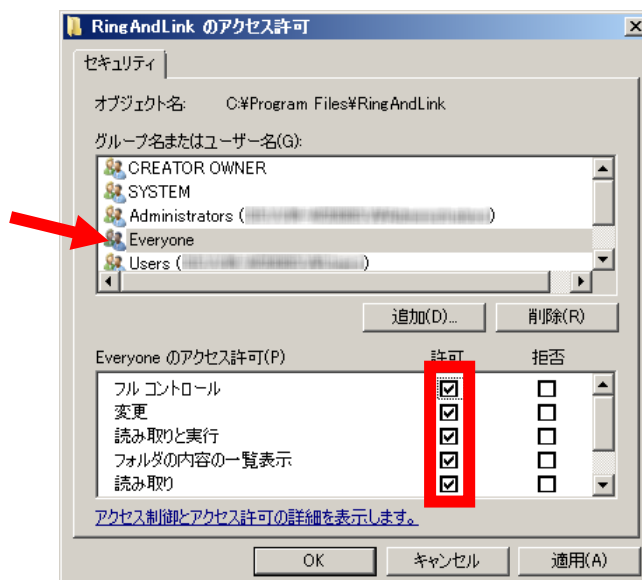 RingAndLink のアクセス許可
セキュリティ
オブジェクト名: C:¥Program Files¥RingAndLink
グループ名またはユーザー名(G):
CREATOR OWNER
SYSTEM
Administrators ( )
Everyone
Users ( )
追加(D)... 削除(R)
Everyone のアクセス許可(P) 許可 拒否
フル コントロール
変更
読み取りと実行
フォルダの内容の一覧表示
読み取り
アクセス制御とアクセス許可の詳細を表示します。
OK キャンセル 適用(A)